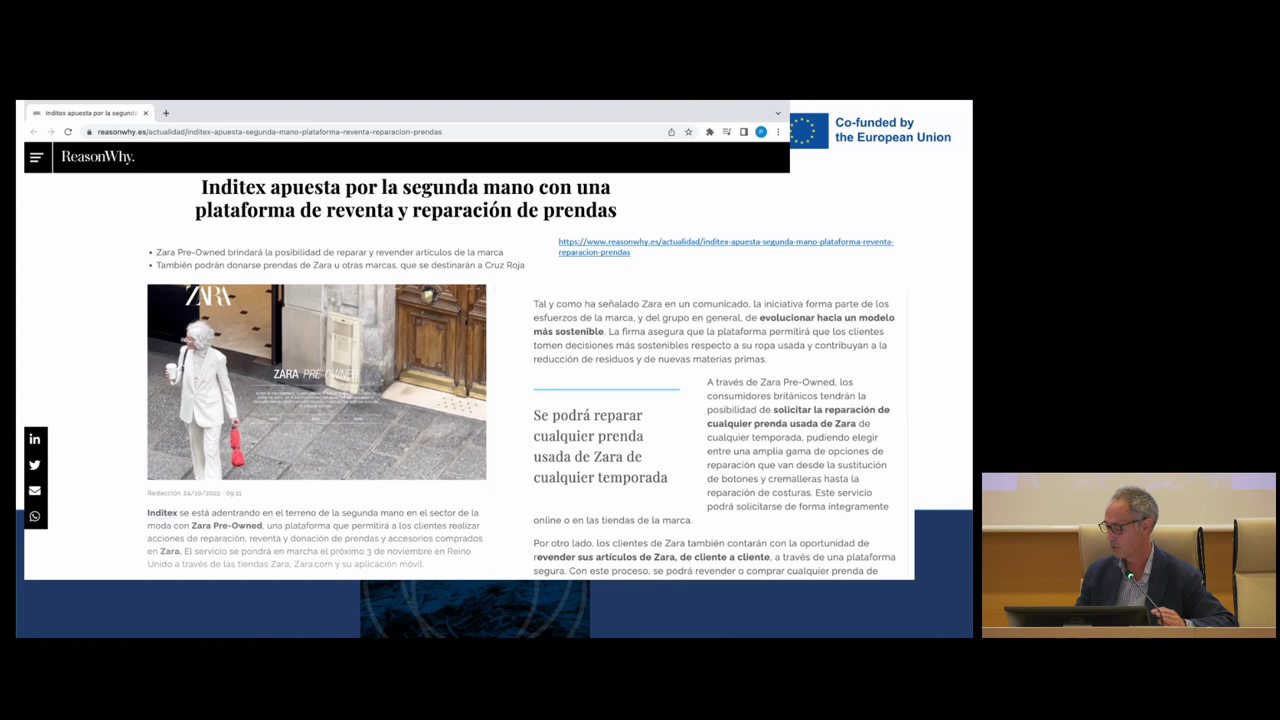 Inditex apuesta por la segund
reasonwhy.es/actualidad/inditex-apuesta-segunda-mano-plataforma-reventa-reparacion-prendas
P
Co-funded by
the European Union
ReasonWhy.
Inditex apuesta por la segunda mano con una
plataforma de reventa y reparación de prendas
• Zara Pre-Owned brindará la posibilidad de reparar y revender artículos de la marca
• También podrán donarse prendas de Zara u otras marcas, que se destinarán a Cruz Roja
https://www.reasonwhy.es/actualidad/inditex-apuesta-segunda-mano-plataforma-reventa-
reparacion-prendas
ZARA
ZARA PRE-OWNED
Redacción 24/10/2022 · 09:11
Inditex se está adentrando en el terreno de la segunda mano en el sector de la
moda con Zara Pre-Owned, una plataforma que permitirá a los clientes realizar
acciones de reparación, reventa y donación de prendas y accesorios comprados
en Zara. El servicio se pondrá en marcha el próximo 3 de noviembre en Reino
Unido a través de las tiendas Zara, Zara.com y su aplicación móvil.
Tal y como ha señalado Zara en un comunicado, la iniciativa forma parte de los
esfuerzos de la marca, y del grupo en general, de evolucionar hacia un modelo
más sostenible. La firma asegura que la plataforma permitirá que los clientes
tomen decisiones más sostenibles respecto a su ropa usada y contribuyan a la
reducción de residuos y de nuevas materias primas.
Se podrá reparar
cualquier prenda
usada de Zara de
cualquier temporada
A través de Zara Pre-Owned, los
consumidores británicos tendrán la
posibilidad de solicitar la reparación de
cualquier prenda usada de Zara de
cualquier temporada, pudiendo elegir
entre una amplia gama de opciones de
reparación que van desde la sustitución
de botones y cremalleras hasta la
reparación de costuras. Este servicio
podrá solicitarse de forma íntegramente
online o en las tiendas de la marca.
Por otro lado, los clientes de Zara también contarán con la oportunidad de
revender sus artículos de Zara, de cliente a cliente, a través de una plataforma
segura. Con este proceso, se podrá revender o comprar cualquier prenda de